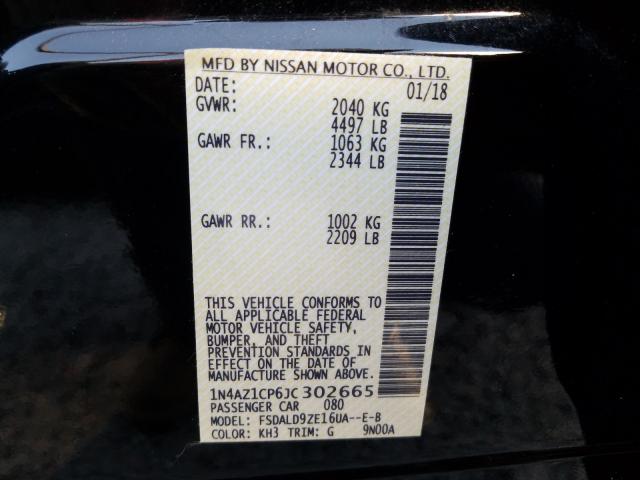 MFD BY NISSAN MOTOR CO., LTD.
DATE: 01/18
GVWR: 2040 KG
4497 LB
GAWR FR.: 1063 KG
2344 LB
GAWR RR.: 1002 KG
2209 LB
THIS VEHICLE CONFORMS TO
ALL APPLICABLE FEDERAL
MOTOR VEHICLE SAFETY,
BUMPER, AND THEFT
PREVENTION STANDARDS IN
EFFECT ON THE DATE OF
MANUFACTURE SHOWN ABOVE.
1N4AZ1CP6JC302665
PASSENGER CAR 080
MODEL: FSDALD9ZE16UA--E-B
COLOR: KH3 TRIM: G 9N00A